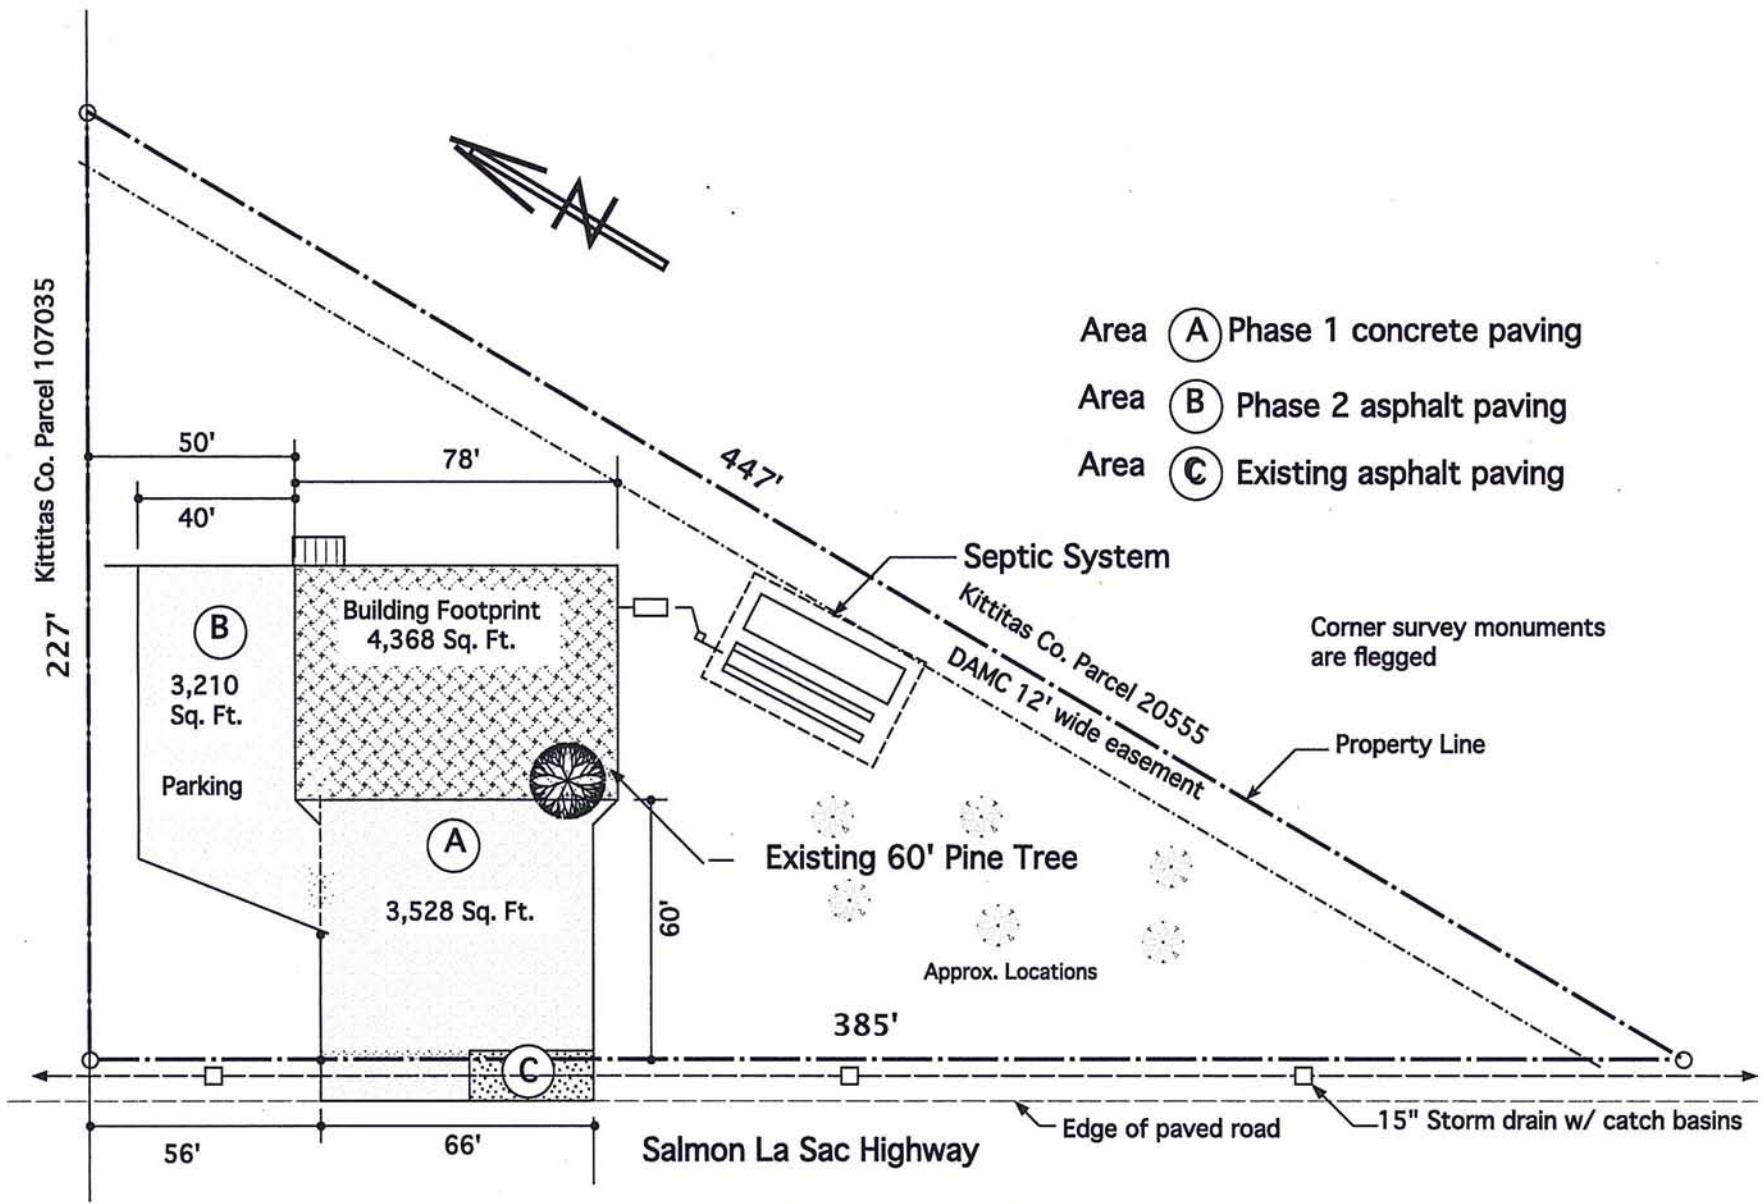 N
Area A Phase 1 concrete paving
Area B Phase 2 asphalt paving
Area C Existing asphalt paving
Kittitas Co. Parcel 107035
227'
50'
78'
40'
447'
Septic System
Kittitas Co. Parcel 20555
DAMC 12' wide easement
Corner survey monuments
are flegged
Property Line
B
3,210
Sq. Ft.
Parking
Building Footprint
4,368 Sq. Ft.
A
3,528 Sq. Ft.
Existing 60' Pine Tree
60'
Approx. Locations
385'
C
56'
66'
Salmon La Sac Highway
Edge of paved road
15" Storm drain w/ catch basins